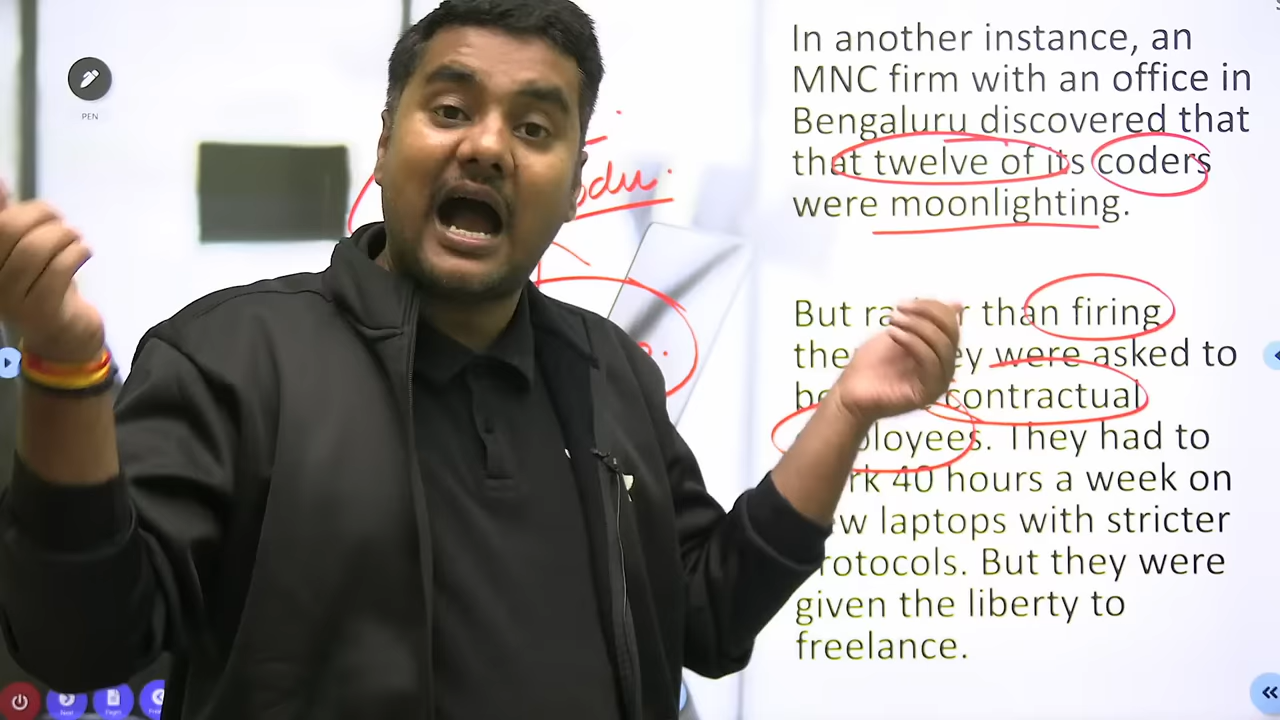 PEN
In another instance, an
MNC firm with an office in
Bengaluru discovered that
that twelve of its coders
were moonlighting.
But than firing
were asked to
contractual
They had to
40 hours a week on
laptops with stricter
But they were
given the liberty to
freelance.
Next
Pages